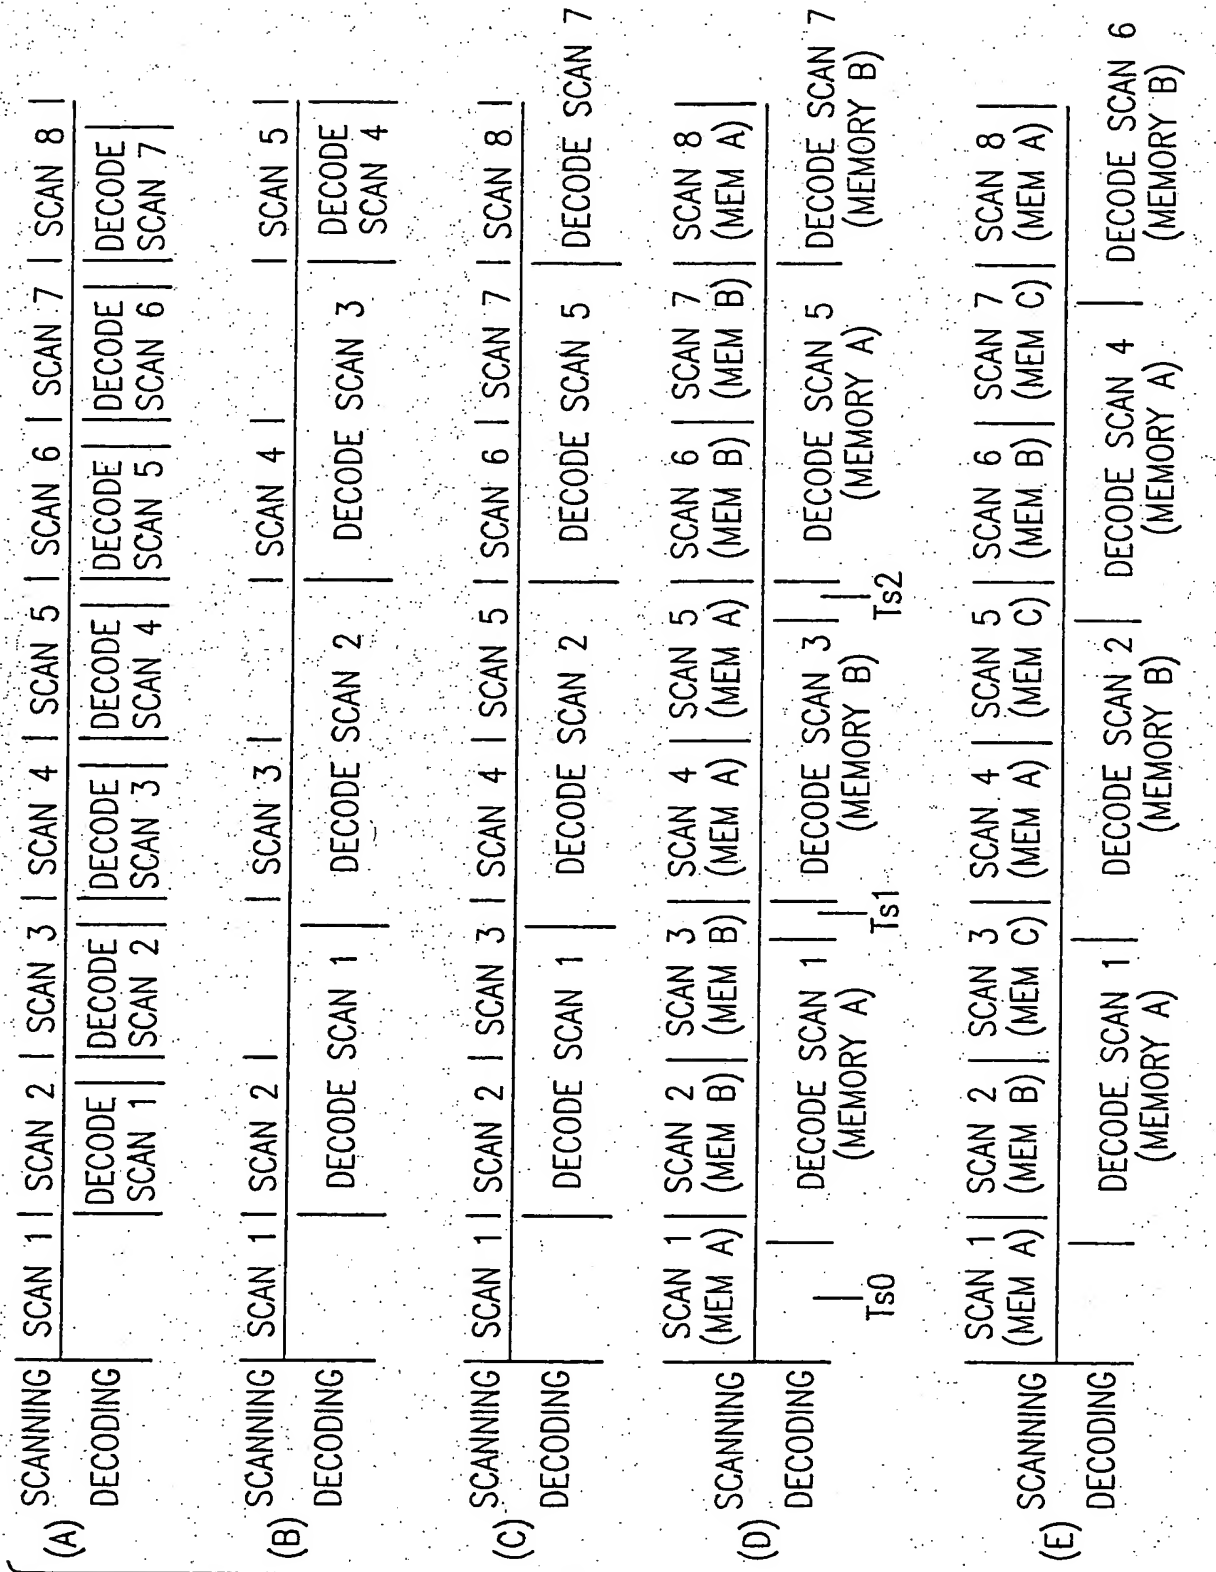 (A)
SCANNING
SCAN 1 | SCAN 2 | SCAN 3 | SCAN 4 | SCAN 5 | SCAN 6 | SCAN 7 | SCAN 8 |
DECODING
DECODE SCAN 1
DECODE SCAN 2
DECODE SCAN 3
DECODE SCAN 4
DECODE SCAN 5
DECODE SCAN 6
DECODE SCAN 7
(B)
SCANNING
SCAN 1 | SCAN 2 | | SCAN 3 | | SCAN 4 | | SCAN 5 |
DECODING
DECODE SCAN 1
DECODE SCAN 2
DECODE SCAN 3
DECODE SCAN 4
(C)
SCANNING
SCAN 1 | SCAN 2 | SCAN 3 | SCAN 4 | SCAN 5 | SCAN 6 | SCAN 7 | SCAN 8 |
DECODING
DECODE SCAN 1
DECODE SCAN 2
DECODE SCAN 5
DECODE SCAN 7
(D)
SCANNING
SCAN 1 | SCAN 2 | SCAN 3 | SCAN 4 | SCAN 5 | SCAN 6 | SCAN 7 | SCAN 8
(MEM A) | (MEM B) | (MEM B) | (MEM A) | (MEM A) | (MEM B) | (MEM B) | (MEM A)
DECODING
DECODE SCAN 1
(MEMORY A)
DECODE SCAN 3
(MEMORY B)
DECODE SCAN 5
(MEMORY A)
DECODE SCAN 7
(MEMORY B)
Ts0
Ts1
Ts2
(E)
SCANNING
SCAN 1 | SCAN 2 | SCAN 3 | SCAN 4 | SCAN 5 | SCAN 6 | SCAN 7 | SCAN 8
(MEM A) | (MEM B) | (MEM C) | (MEM A) | (MEM C) | (MEM B) | (MEM C) | (MEM A)
DECODING
DECODE SCAN 1
(MEMORY A)
DECODE SCAN 2
(MEMORY B)
DECODE SCAN 4
(MEMORY A)
DECODE SCAN 6
(MEMORY B)